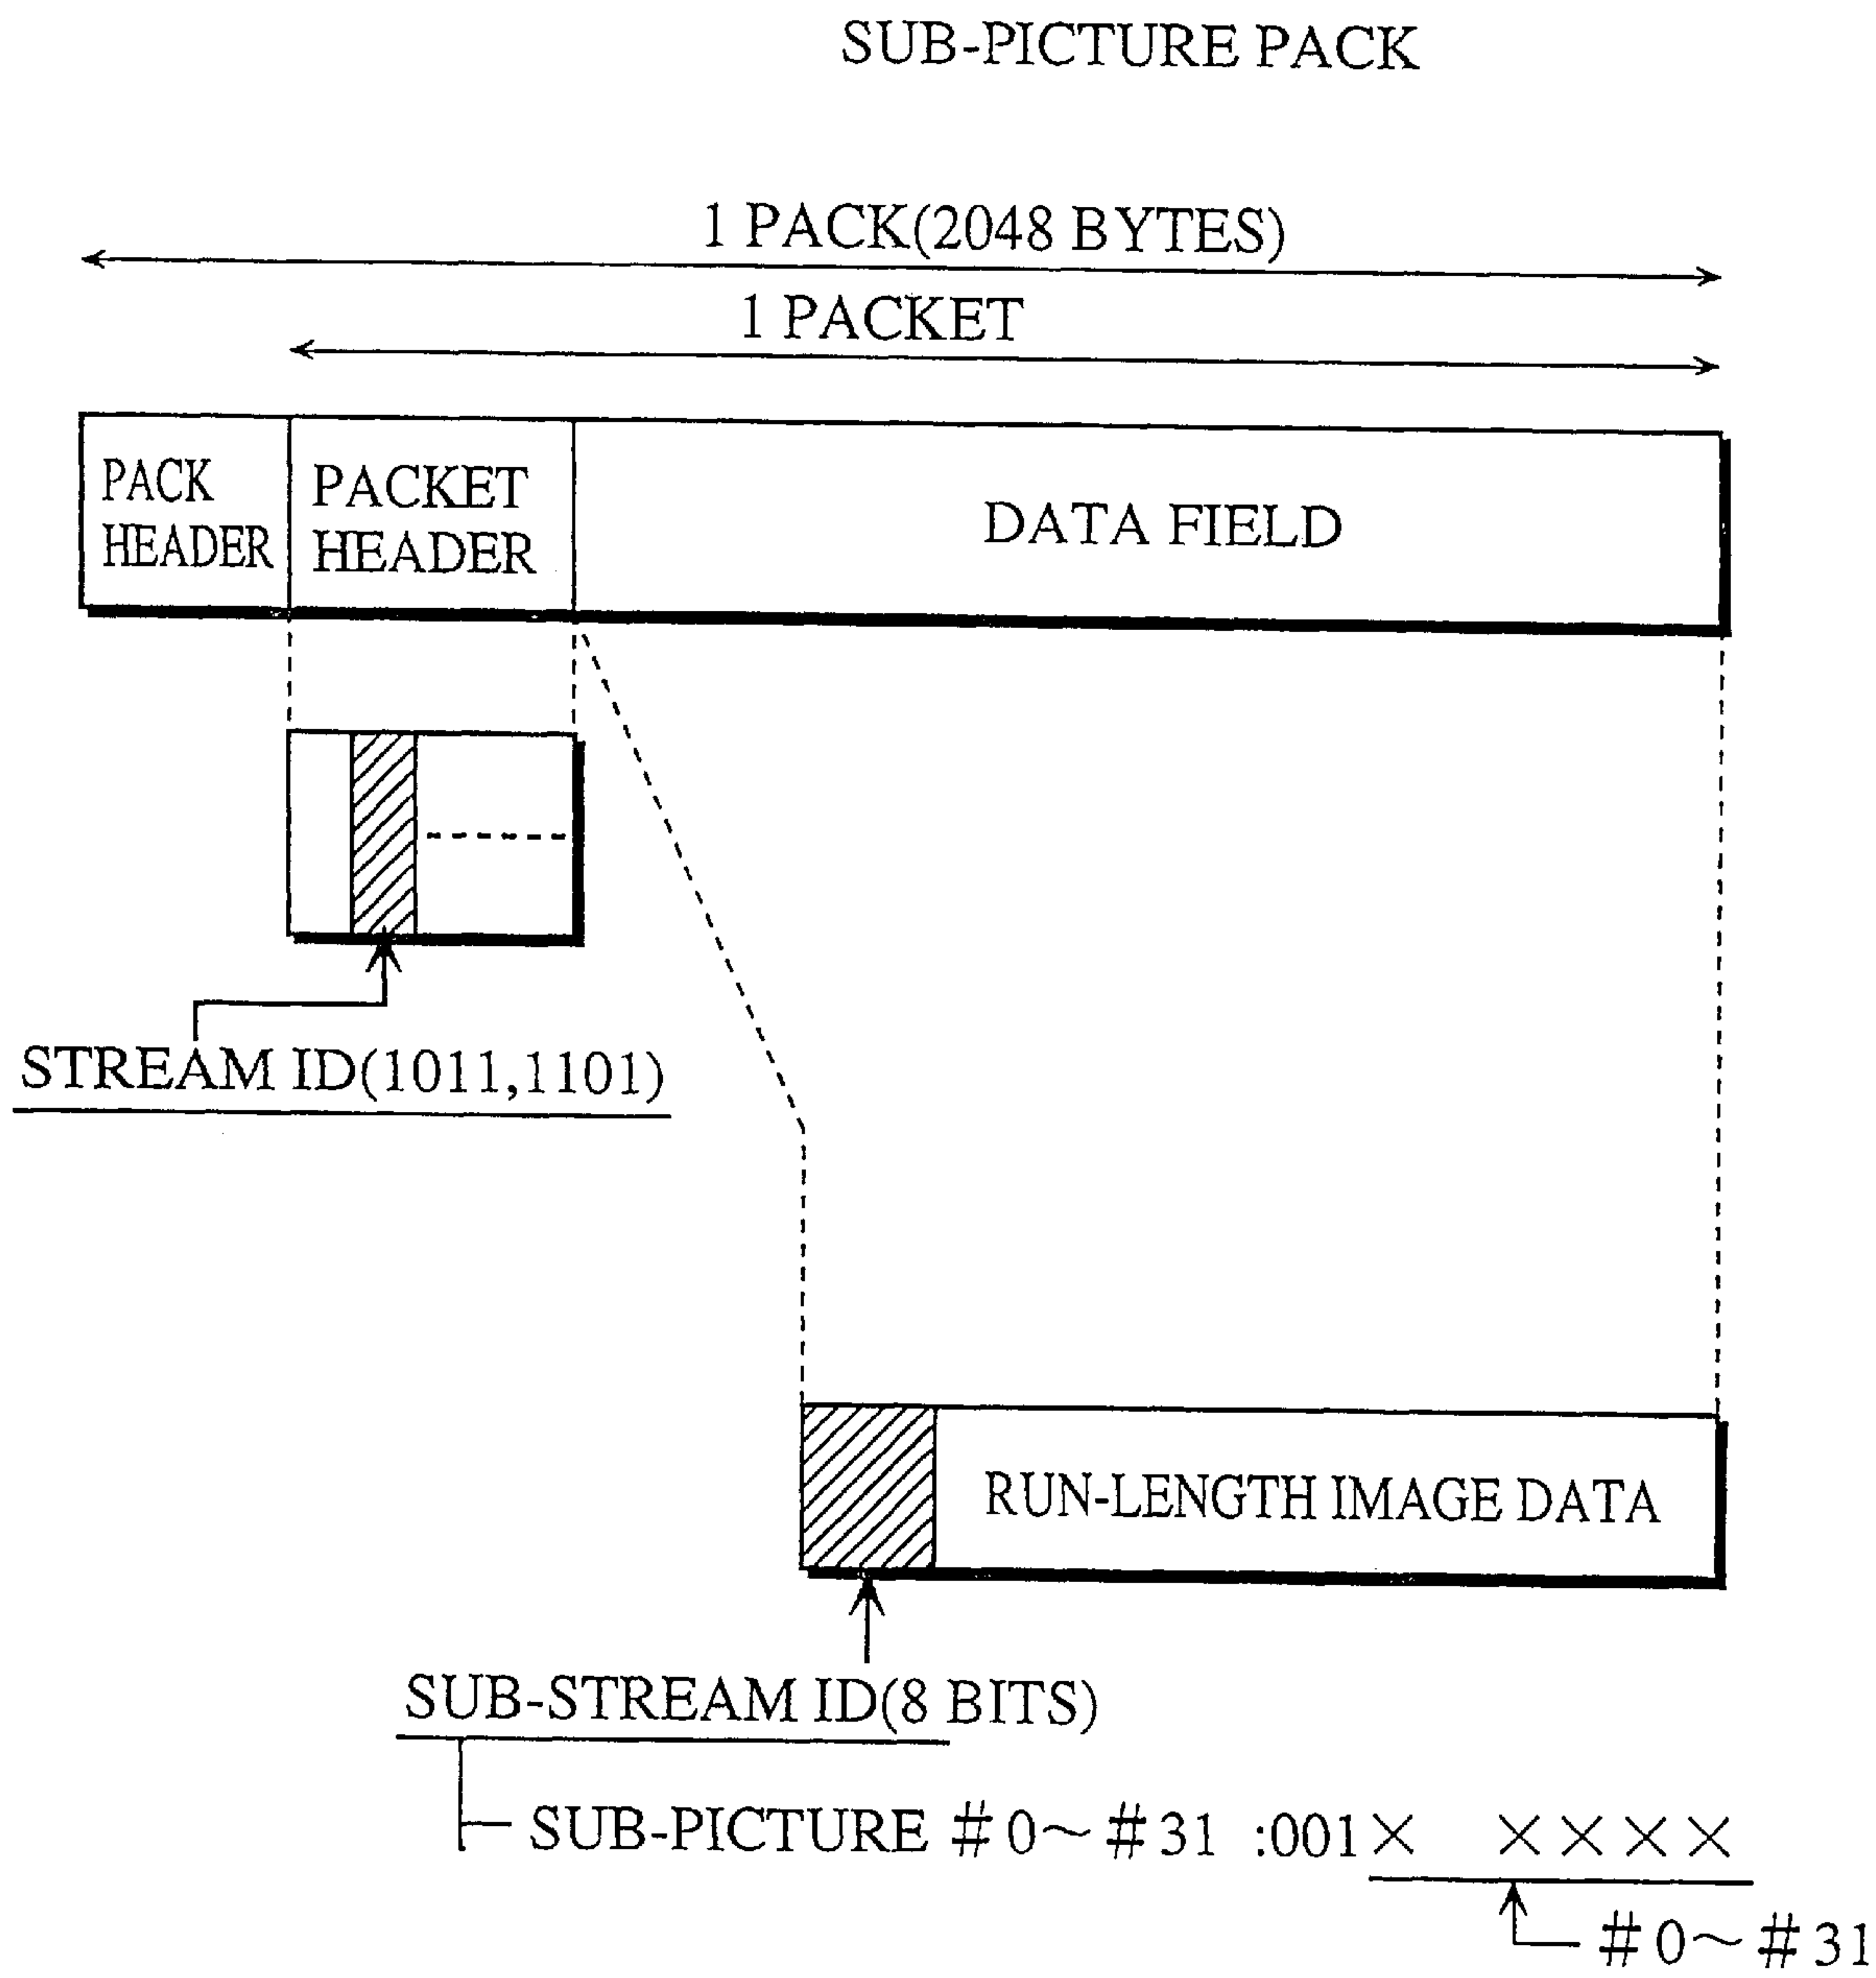 SUB-PICTURE PACK
1 PACK(2048 BYTES)
1 PACKET
PACK
HEADER
PACKET
HEADER
DATA FIELD
STREAM ID(1011,1101)
RUN-LENGTH IMAGE DATA
SUB-STREAM ID(8 BITS)
SUB-PICTURE #0～#31 :001× ××××
#0～#31